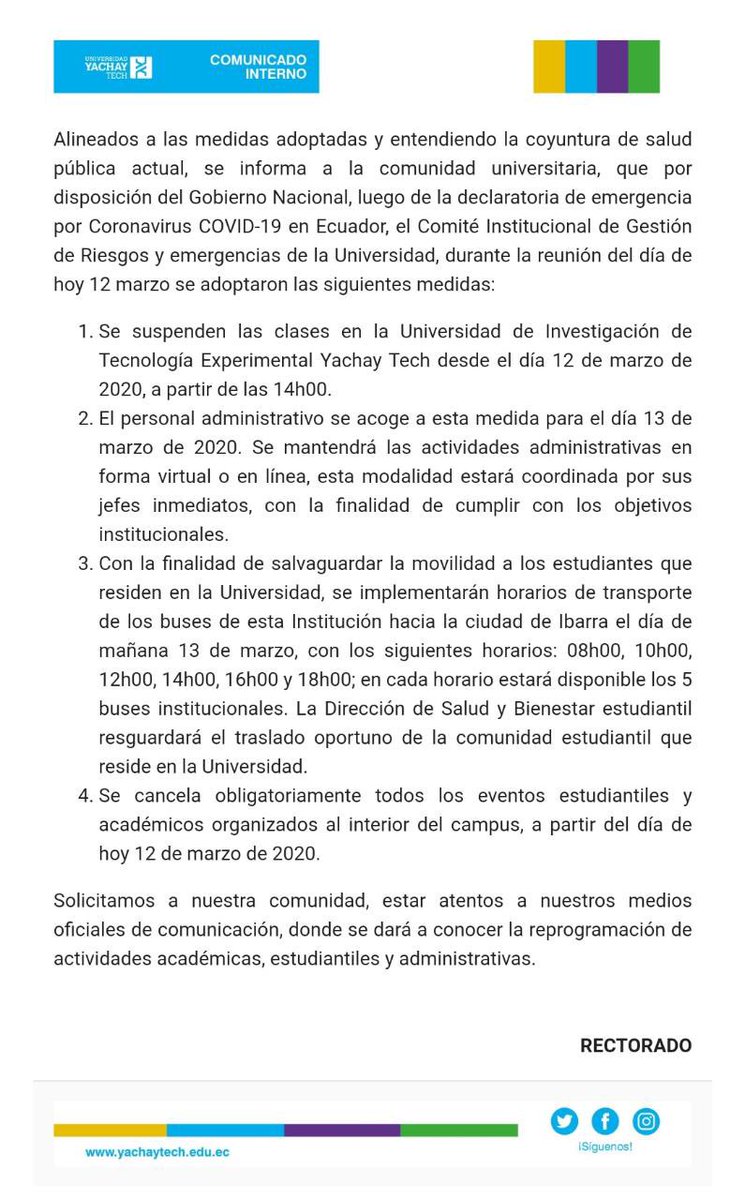 UNIVERSIDAD
YACHAY
TECH
COMUNICADO
INTERNO
Alineados a las medidas adoptadas y entendiendo la coyuntura de salud
pública actual, se informa a la comunidad universitaria, que por
disposición del Gobierno Nacional, luego de la declaratoria de emergencia
por Coronavirus COVID-19 en Ecuador, el Comité Institucional de Gestión
de Riesgos y emergencias de la Universidad, durante la reunión del día de
hoy 12 marzo se adoptaron las siguientes medidas:
1. Se suspenden las clases en la Universidad de Investigación de
Tecnología Experimental Yachay Tech desde el día 12 de marzo de
2020, a partir de las 14h00.
2. El personal administrativo se acoge a esta medida para el día 13 de
marzo de 2020. Se mantendrá las actividades administrativas en
forma virtual o en línea, esta modalidad estará coordinada por sus
jefes inmediatos, con la finalidad de cumplir con los objetivos
institucionales.
3. Con la finalidad de salvaguardar la movilidad a los estudiantes que
residen en la Universidad, se implementarán horarios de transporte
de los buses de esta Institución hacia la ciudad de Ibarra el día de
mañana 13 de marzo, con los siguientes horarios: 08h00, 10h00,
12h00, 14h00, 16h00 y 18h00; en cada horario estará disponible los 5
buses institucionales. La Dirección de Salud y Bienestar estudiantil
resguardará el traslado oportuno de la comunidad estudiantil que
reside en la Universidad.
4. Se cancela obligatoriamente todos los eventos estudiantiles y
académicos organizados al interior del campus, a partir del día de
hoy 12 de marzo de 2020.
Solicitamos a nuestra comunidad, estar atentos a nuestros medios
oficiales de comunicación, donde se dará a conocer la reprogramación de
actividades académicas, estudiantiles y administrativas.
RECTORADO
www.yachaytech.edu.ec
¡Síguenos!